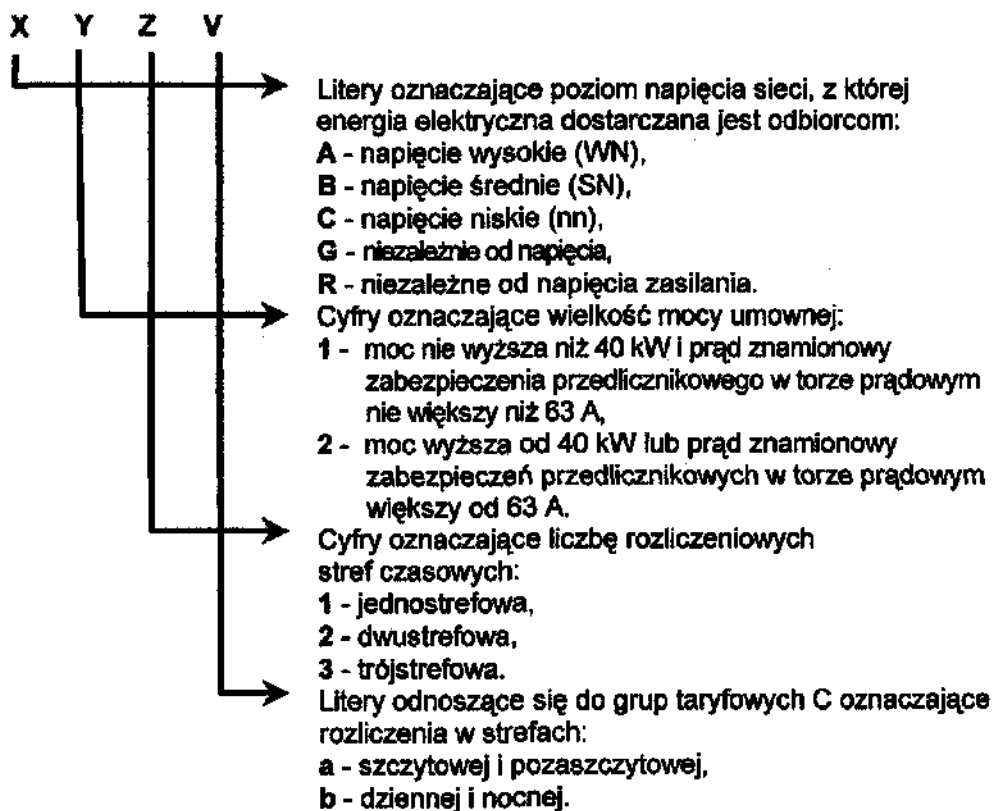 X Y Z V
Litery oznaczające poziom napięcia sieci, z której
energia elektryczna dostarczana jest odbiorcom:
A - napięcie wysokie (WN),
B - napięcie średnie (SN),
C - napięcie niskie (nn),
G - niezależnie od napięcia,
R - niezależne od napięcia zasilania.
Cyfry oznaczające wielkość mocy umownej:
1 - moc nie wyższa niż 40 kW i prąd znamionowy
zabezpieczenia przedlicznikowego w torze prądowym
nie większy niż 63 A,
2 - moc wyższa od 40 kW lub prąd znamionowy
zabezpieczeń przedlicznikowych w torze prądowym
większy od 63 A.
Cyfry oznaczające liczbę rozliczeniowych
stref czasowych:
1 - jednostrefowa,
2 - dwustrefowa,
3 - trójstrefowa.
Litery odnoszące się do grup taryfowych C oznaczające
rozliczenia w strefach:
a - szczytowej i pozaszczytowej,
b - dziennej i nocnej.